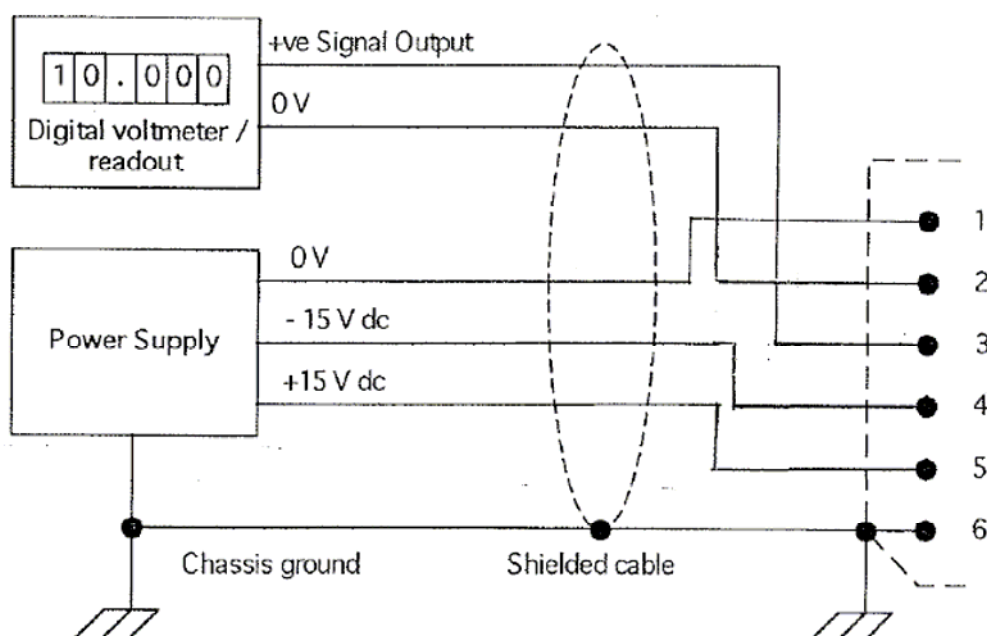 +ve Signal Output
10.000
0 V
Digital voltmeter /
readout
1
0 V
2
- 15 V dc
Power Supply
3
+15 V dc
4
5
6
Chassis ground
Shielded cable